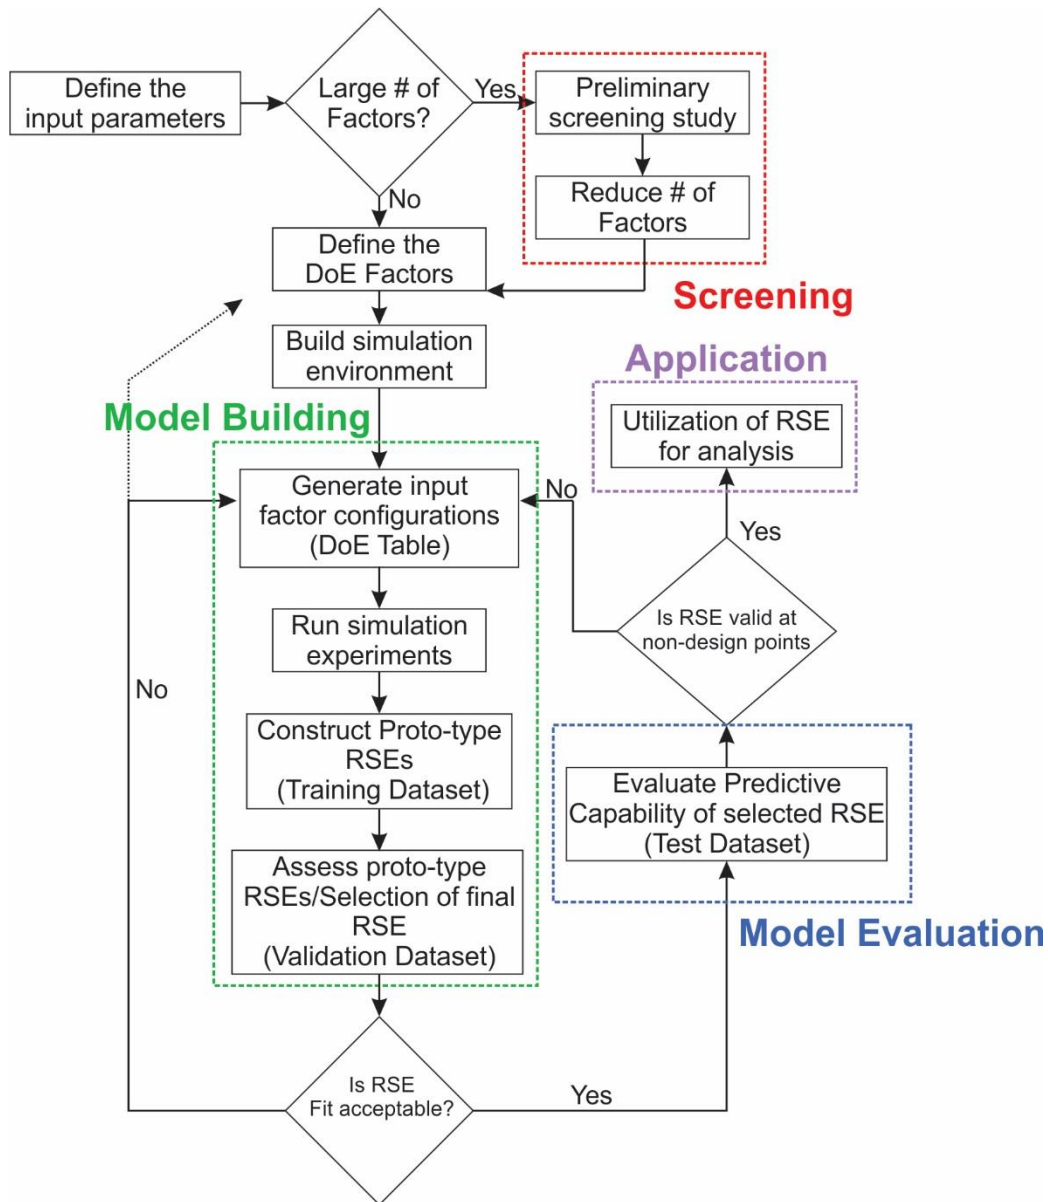 Define the
input parameters
Large # of
Factors?
Yes
Preliminary
screening study
Reduce # of
Factors
Screening
No
Define the
DoE Factors
Build simulation
environment
Model Building
Generate input
factor configurations
(DoE Table)
Run simulation
experiments
Construct Proto-type
RSEs
(Training Dataset)
Assess proto-type
RSEs/Selection of final
RSE
(Validation Dataset)
Is RSE
Fit acceptable?
No
Yes
Evaluate Predictive
Capability of selected RSE
(Test Dataset)
Model Evaluation
Is RSE valid at
non-design points
No
Yes
Utilization of RSE
for analysis
Application